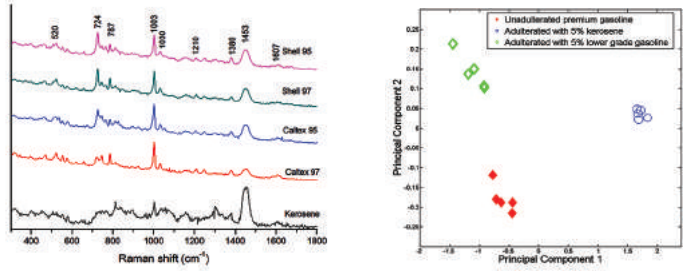 520
724
787
1003
1030
1210
1380
1453
1607
Shell 95
Shell 97
Caltex 95
Caltex 97
Kerosene
400 600 800 1000 1200 1400 1600 1800
Raman shift (cm⁻¹)
Unadulterated premium gasoline
Adulterated with 5% kerosene
Adulterated with 5% lower grade gasoline
Principal Component 2
0.25
0.2
0.15
0.1
0.05
0
-0.05
-0.1
-0.15
-0.2
-0.25
-2 -1.5 -1 -0.5 0 0.5 1 1.5 2
Principal Component 1